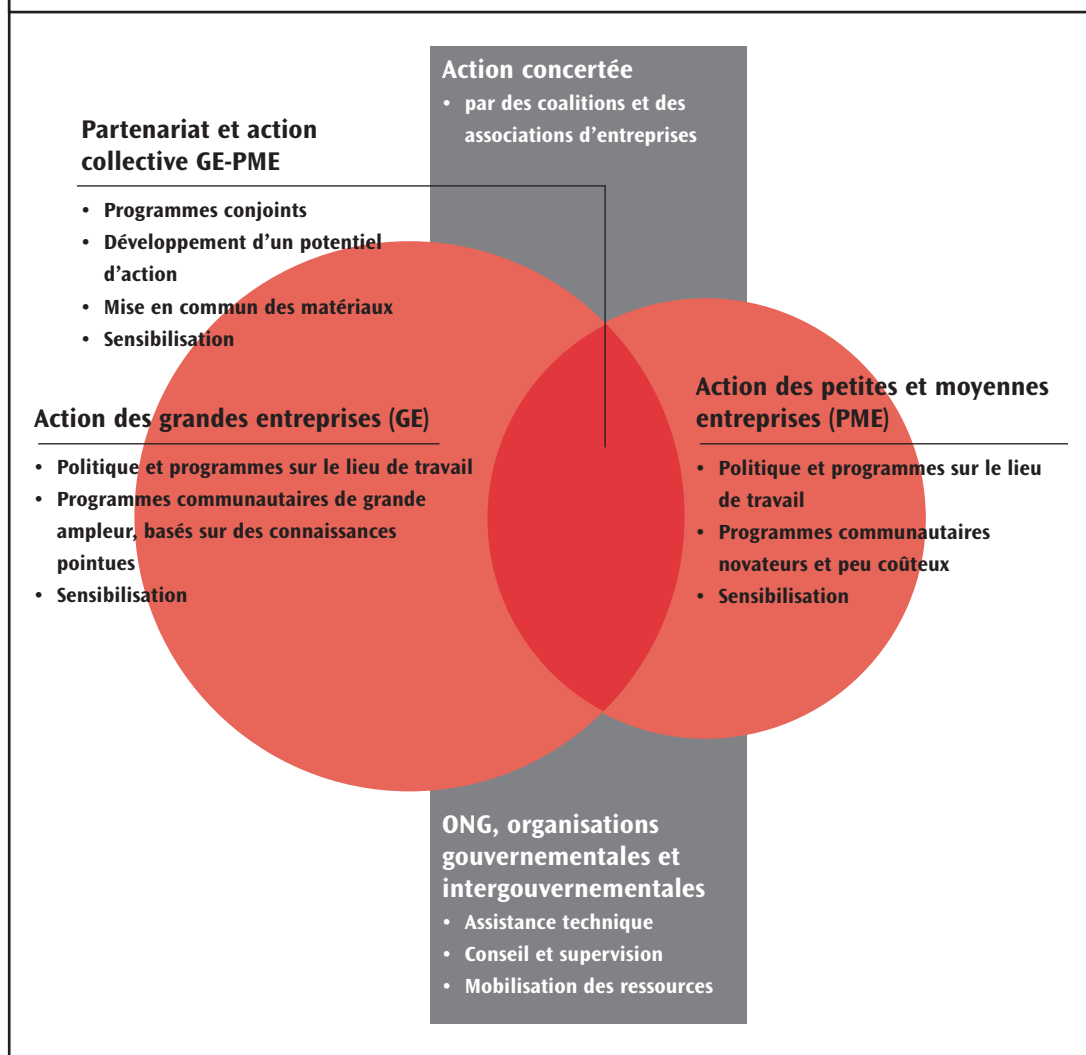 Action concertée
• par des coalitions et des
associations d'entreprises
Partenariat et action
collective GE-PME
• Programmes conjoints
• Développement d'un potentiel
d'action
• Mise en commun des matériaux
• Sensibilisation
Action des grandes entreprises (GE)
• Politique et programmes sur le lieu de travail
• Programmes communautaires de grande
ampleur, basés sur des connaissances
pointues
• Sensibilisation
Action des petites et moyennes
entreprises (PME)
• Politique et programmes sur le lieu
de travail
• Programmes communautaires
novateurs et peu coûteux
• Sensibilisation
ONG, organisations
gouvernementales et
intergouvernementales
• Assistance technique
• Conseil et supervision
• Mobilisation des ressources